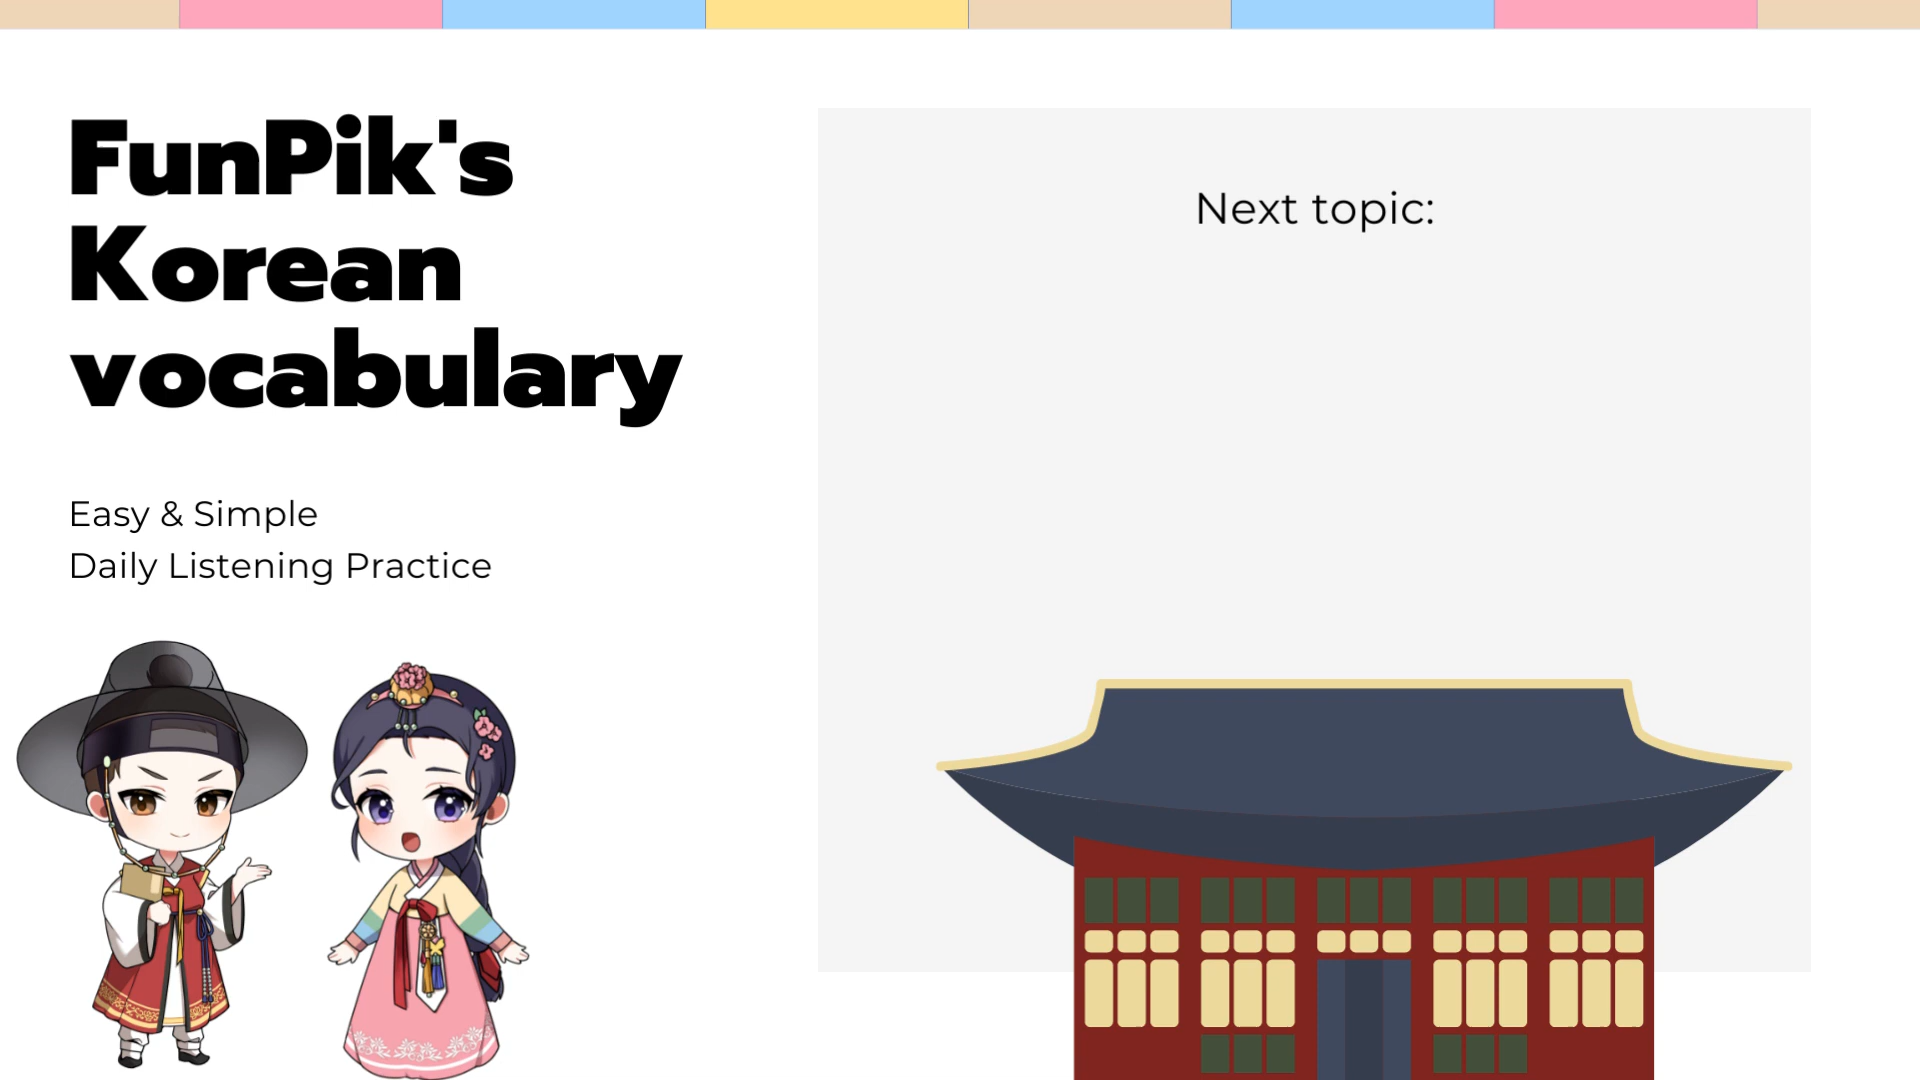 FunPik's
Korean
vocabulary
Easy & Simple
Daily Listening Practice
Next topic: